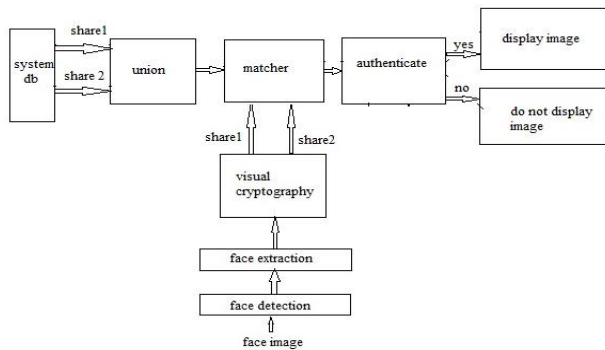 share1
system
db
share 2
union
matcher
authenticate
yes
display image
no
do not display
image
share1
share2
visual
cryptography
face extraction
face detection
face image